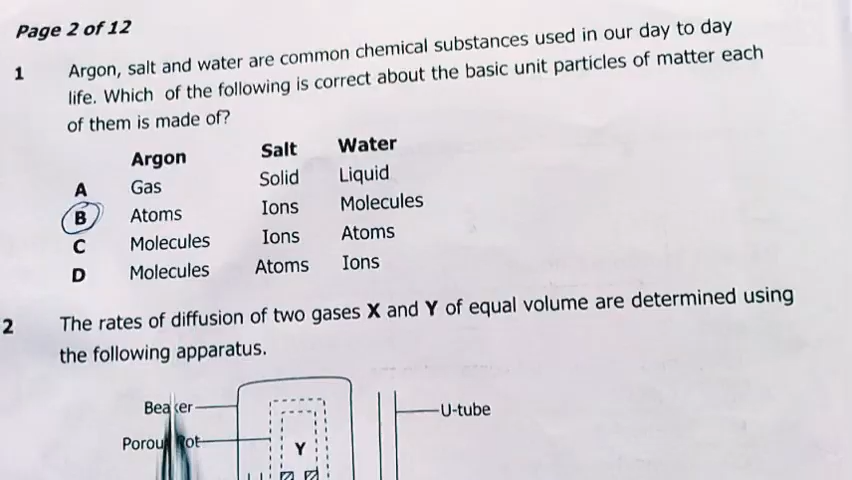 Page 2 of 12
1 Argon, salt and water are common chemical substances used in our day to day
life. Which of the following is correct about the basic unit particles of matter each
of them is made of?
Argon Salt Water
A Gas Solid Liquid
B Atoms Ions Molecules
C Molecules Ions Atoms
D Molecules Atoms Ions
2 The rates of diffusion of two gases X and Y of equal volume are determined using
the following apparatus.
Beaker
U-tube
Porous Pot
Y